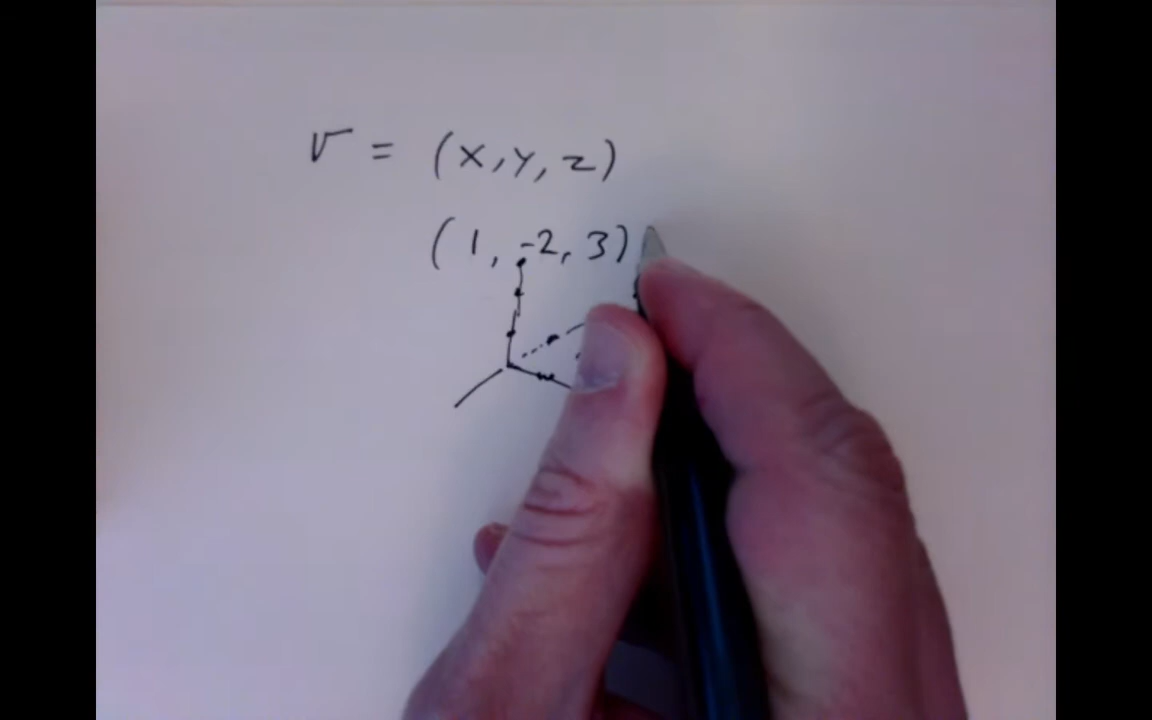 v = (x, y, z)
(1, -2, 3)